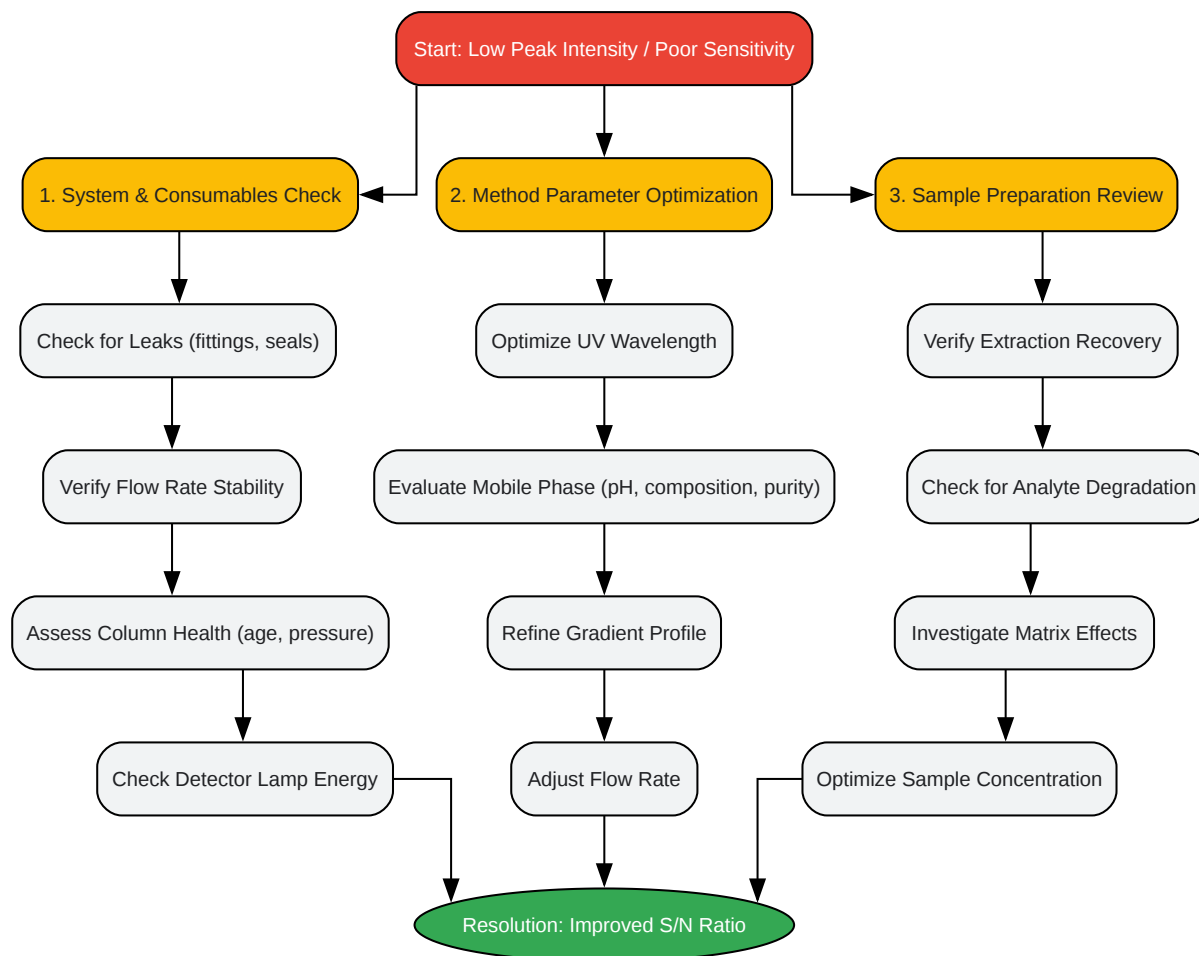 Start: Low Peak Intensity / Poor Sensitivity
1. System & Consumables Check
2. Method Parameter Optimization
3. Sample Preparation Review
Check for Leaks (fittings, seals)
Optimize UV Wavelength
Verify Extraction Recovery
Verify Flow Rate Stability
Evaluate Mobile Phase (pH, composition, purity)
Check for Analyte Degradation
Assess Column Health (age, pressure)
Refine Gradient Profile
Investigate Matrix Effects
Check Detector Lamp Energy
Adjust Flow Rate
Optimize Sample Concentration
Resolution: Improved S/N Ratio